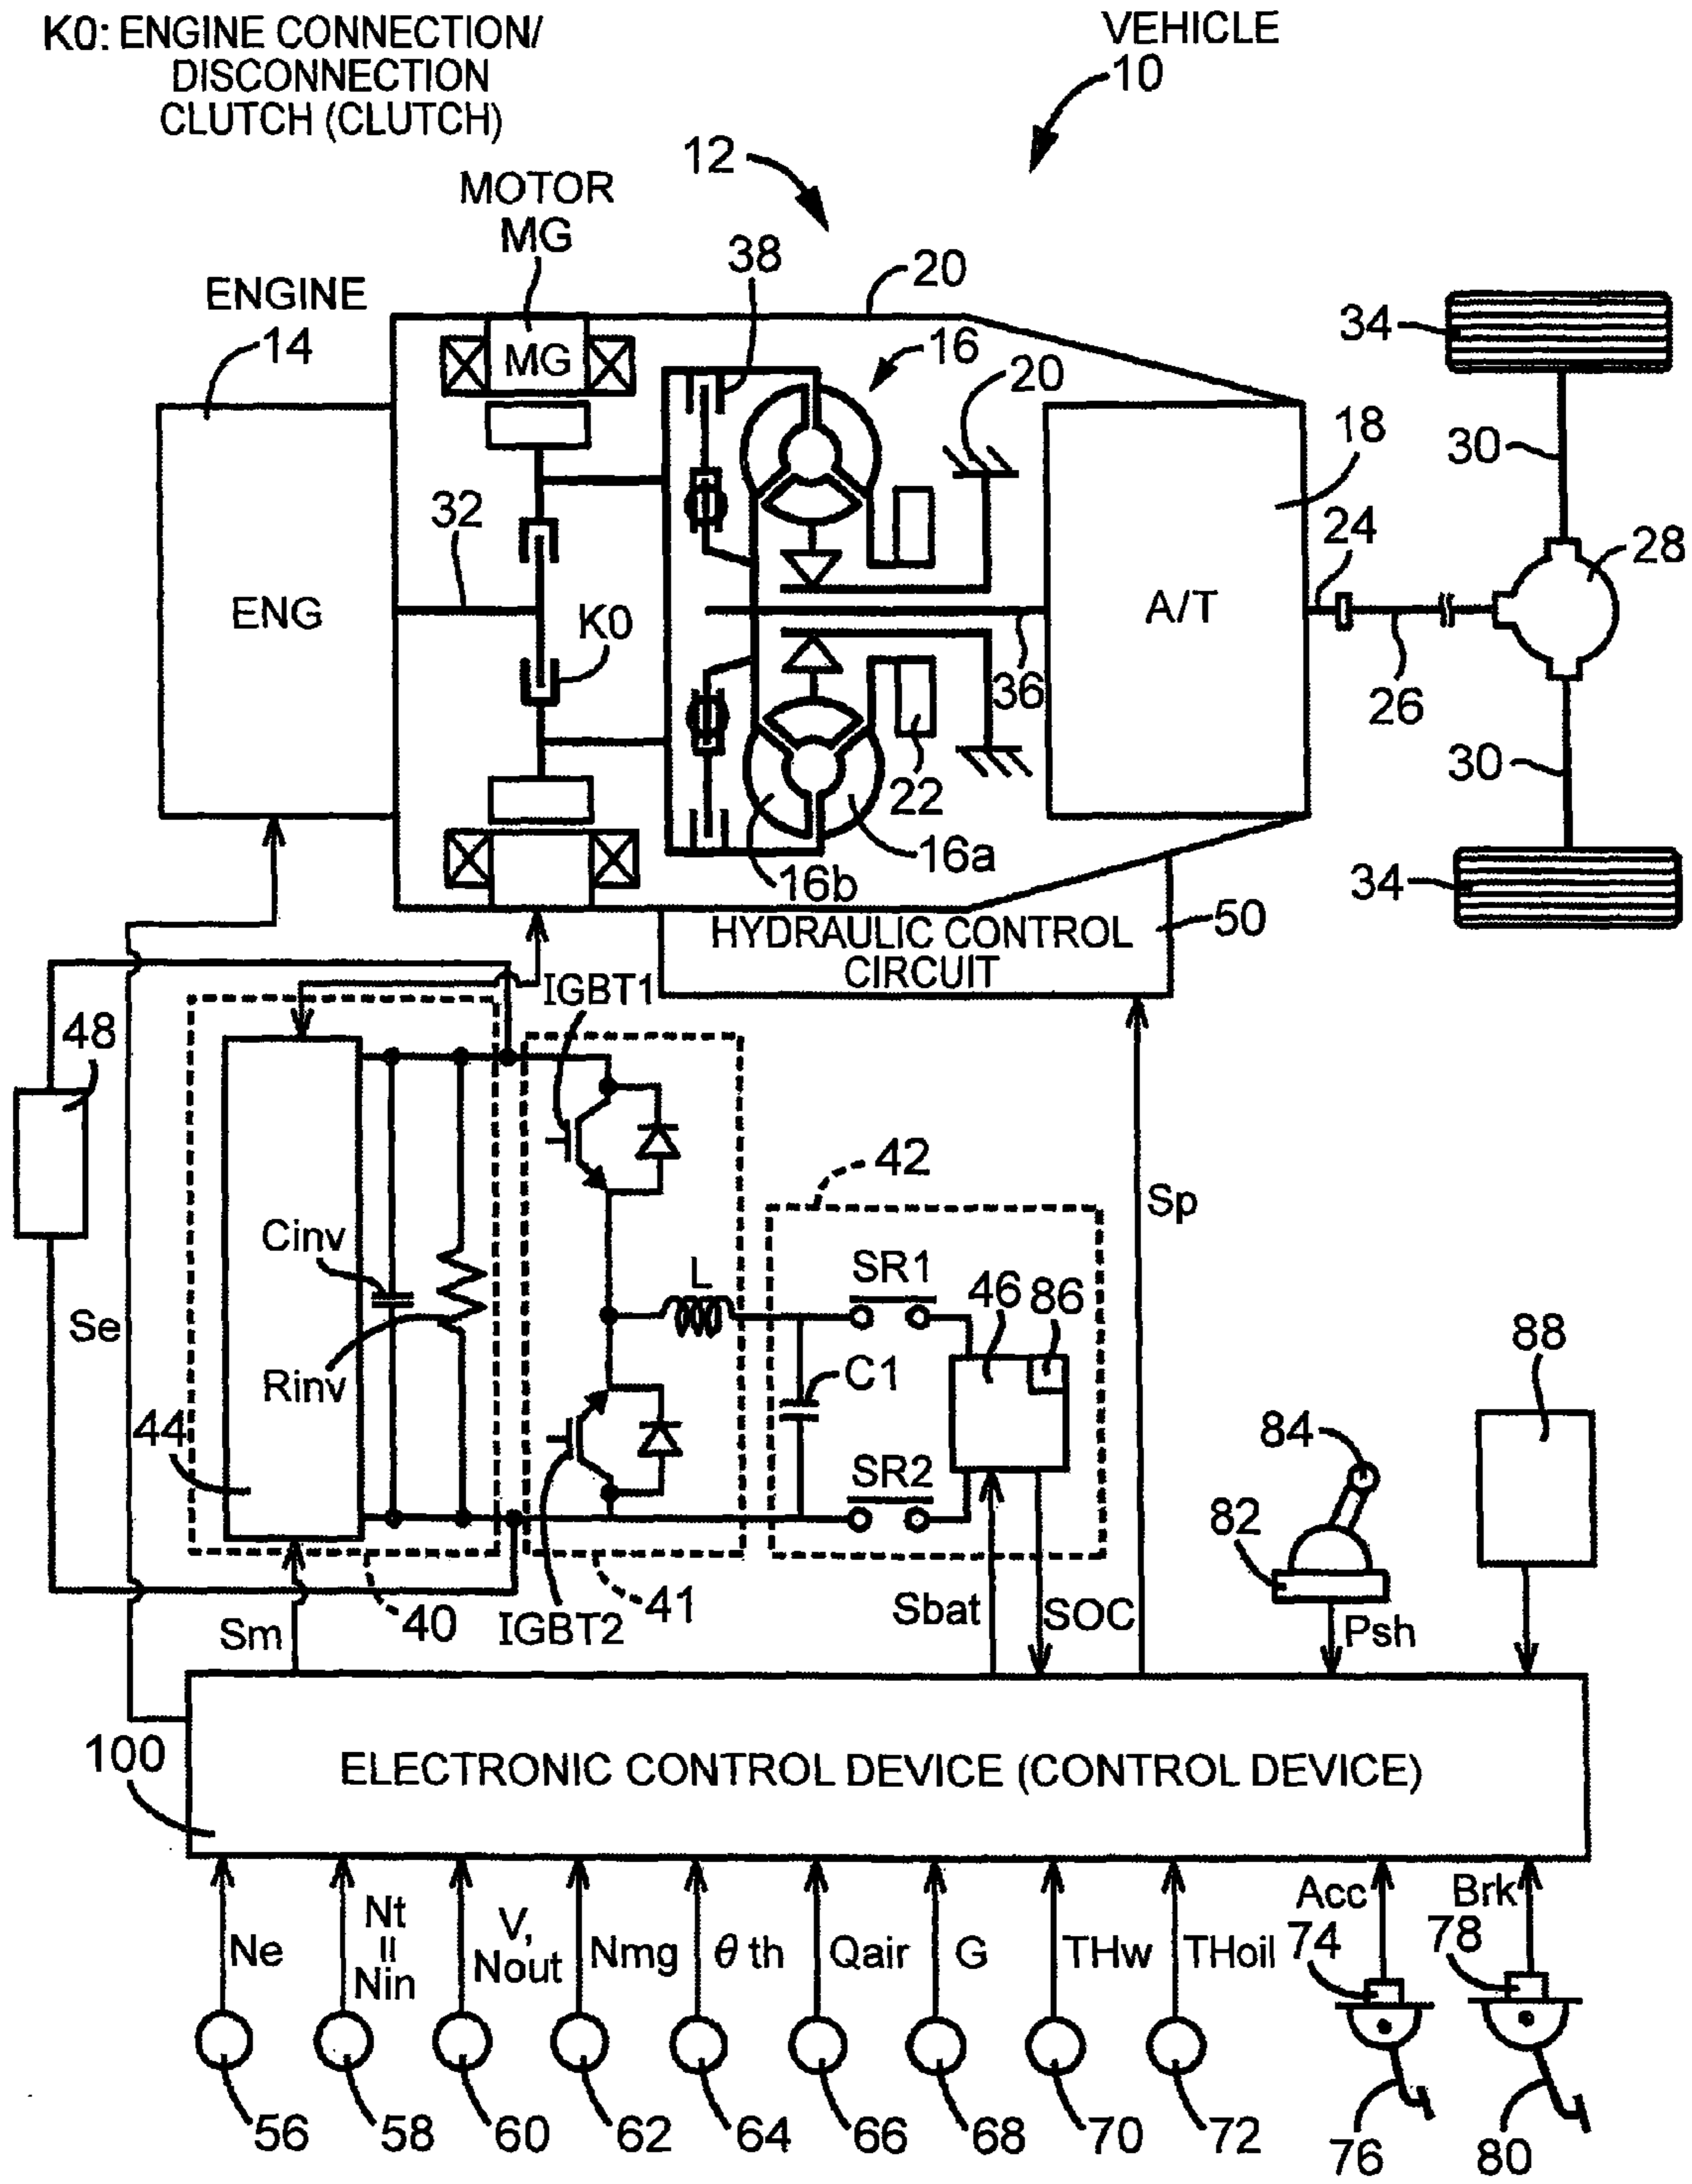 K0: ENGINE CONNECTION/
DISCONNECTION
CLUTCH (CLUTCH)
VEHICLE
10
12
MOTOR
MG
38
20
ENGINE
14
MG
16
20
34
18
30
32
24
28
ENG
K0
A/T
36
26
22
30
16a
16b
34
HYDRAULIC CONTROL
CIRCUIT
50
IGBT1
48
42
Sp
Cinv
SR1
L
46
86
Se
88
Rinv
C1
44
84
SR2
82
40
IGBT2
41
Sbat
SOC
Psh
Sm
100
ELECTRONIC CONTROL DEVICE (CONTROL DEVICE)
Ne
Nt
=
Nin
V,
Nout
Nmg
θth
Qair
G
THw
THoil
Acc
74
Brk
78
56
58
60
62
64
66
68
70
72
76
80